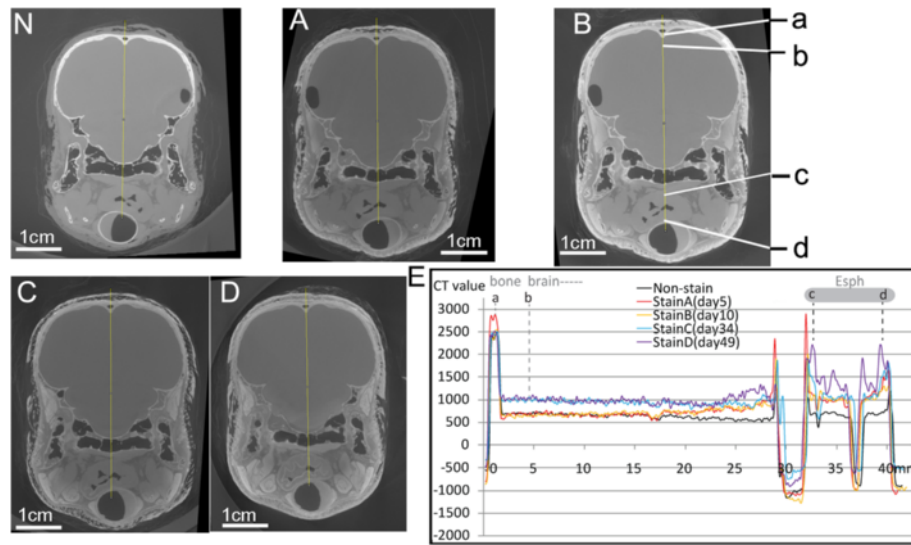 N
A
B
a
b
c
d
1cm
1cm
1cm
C
D
1cm
1cm
E
CT value
bone brain-----
Esph
a
b
c
d
Non-stain
StainA(day5)
StainB(day10)
StainC(day34)
StainD(day49)
3000
2500
2000
1500
1000
500
0
-500
-1000
-1500
-2000
0 5 10 15 20 25 30 35 mm 40